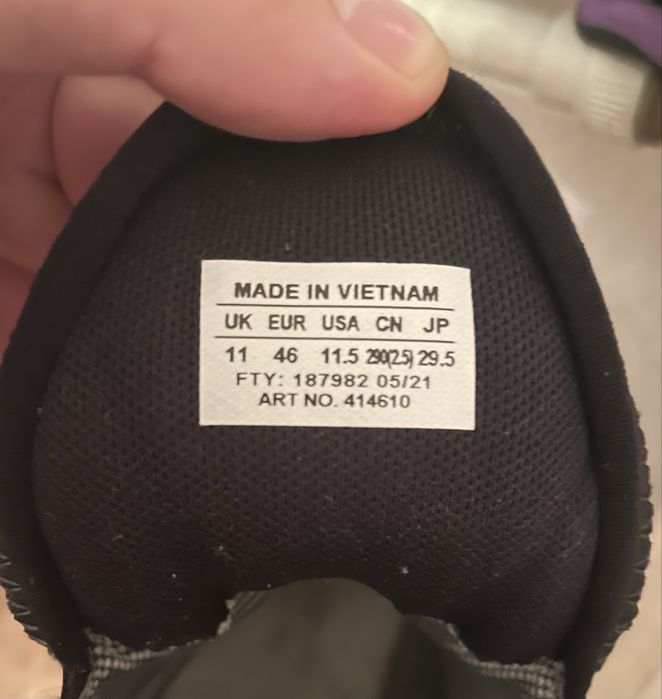 MADE IN VIETNAM
UK EUR USA CN JP
11 46 11.5 290(2.5) 29.5
FTY: 187982 05/21
ART NO. 414610